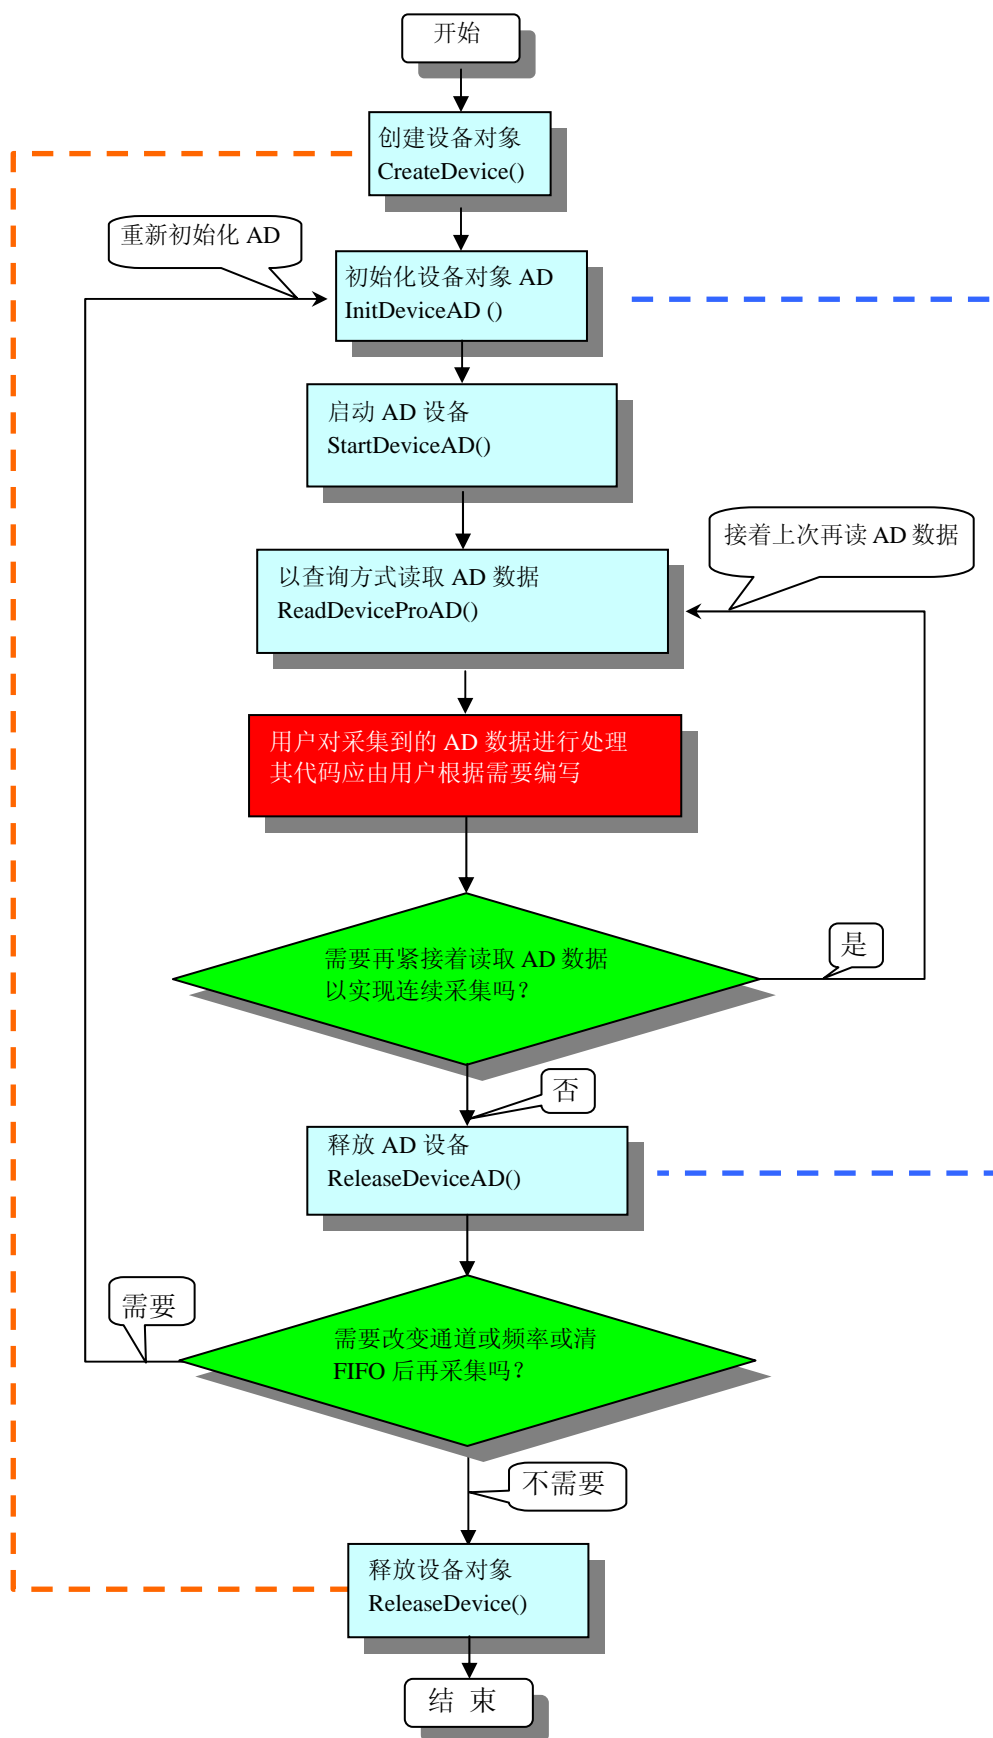 开始
创建设备对象
CreateDevice()
重新初始化 AD
初始化设备对象 AD
InitDeviceAD ()
启动 AD 设备
StartDeviceAD()
接着上次再读 AD 数据
以查询方式读取 AD 数据
ReadDeviceProAD()
用户对采集到的 AD 数据进行处理
其代码应由用户根据需要编写
需要再紧接着读取 AD 数据
以实现连续采集吗？
是
否
释放 AD 设备
ReleaseDeviceAD()
需要
需要改变通道或频率或清
FIFO 后再采集吗？
不需要
释放设备对象
ReleaseDevice()
结 束